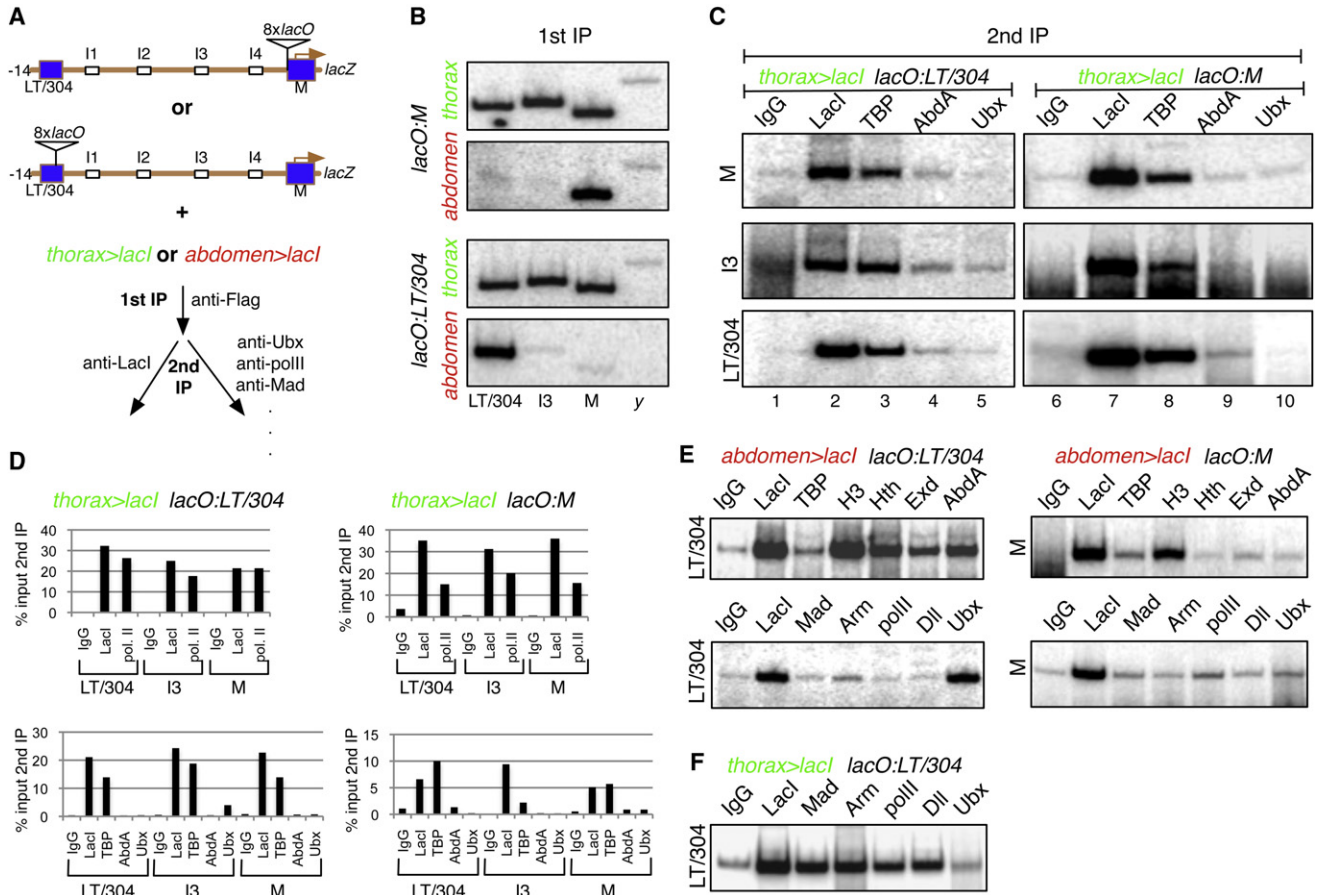 A
8xlacO
I1 I2 I3 I4
-14 lacZ
LT/304 M
or
8xlacO
I1 I2 I3 I4
-14 lacZ
LT/304 M
+
thorax>lacI or abdomen>lacI
1st IP anti-Flag
anti-LacI 2nd IP anti-Ubx
anti-polII
anti-Mad
.
.
.
B
1st IP
lacO:M thorax
abdomen
lacO:LT/304 thorax
abdomen
LT/304 I3 M y
C
2nd IP
thorax>lacI lacO:LT/304 thorax>lacI lacO:M
IgG LacI TBP AbdA Ubx IgG LacI TBP AbdA Ubx
M
I3
LT/304
1 2 3 4 5 6 7 8 9 10
D
thorax>lacI lacO:LT/304
% input 2nd IP
40
30
20
10
0
IgG LacI pol. II IgG LacI pol. II IgG LacI pol. II
LT/304 I3 M
thorax>lacI lacO:M
% input 2nd IP
40
30
20
10
0
IgG LacI pol. II IgG LacI pol. II IgG LacI pol. II
LT/304 I3 M
% input 2nd IP
30
20
10
0
IgG LacI TBP AbdA Ubx IgG LacI TBP AbdA Ubx IgG LacI TBP AbdA Ubx
LT/304 I3 M
% input 2nd IP
15
10
5
0
IgG LacI TBP AbdA Ubx IgG LacI TBP AbdA Ubx IgG LacI TBP AbdA Ubx
LT/304 I3 M
E
abdomen>lacI lacO:LT/304
IgG LacI TBP H3 Hth Exd AbdA
LT/304
IgG LacI Mad Arm polII Dll Ubx
LT/304
abdomen>lacI lacO:M
IgG LacI TBP H3 Hth Exd AbdA
M
IgG LacI Mad Arm polII Dll Ubx
M
F
thorax>lacI lacO:LT/304
IgG LacI Mad Arm polII Dll Ubx
LT/304